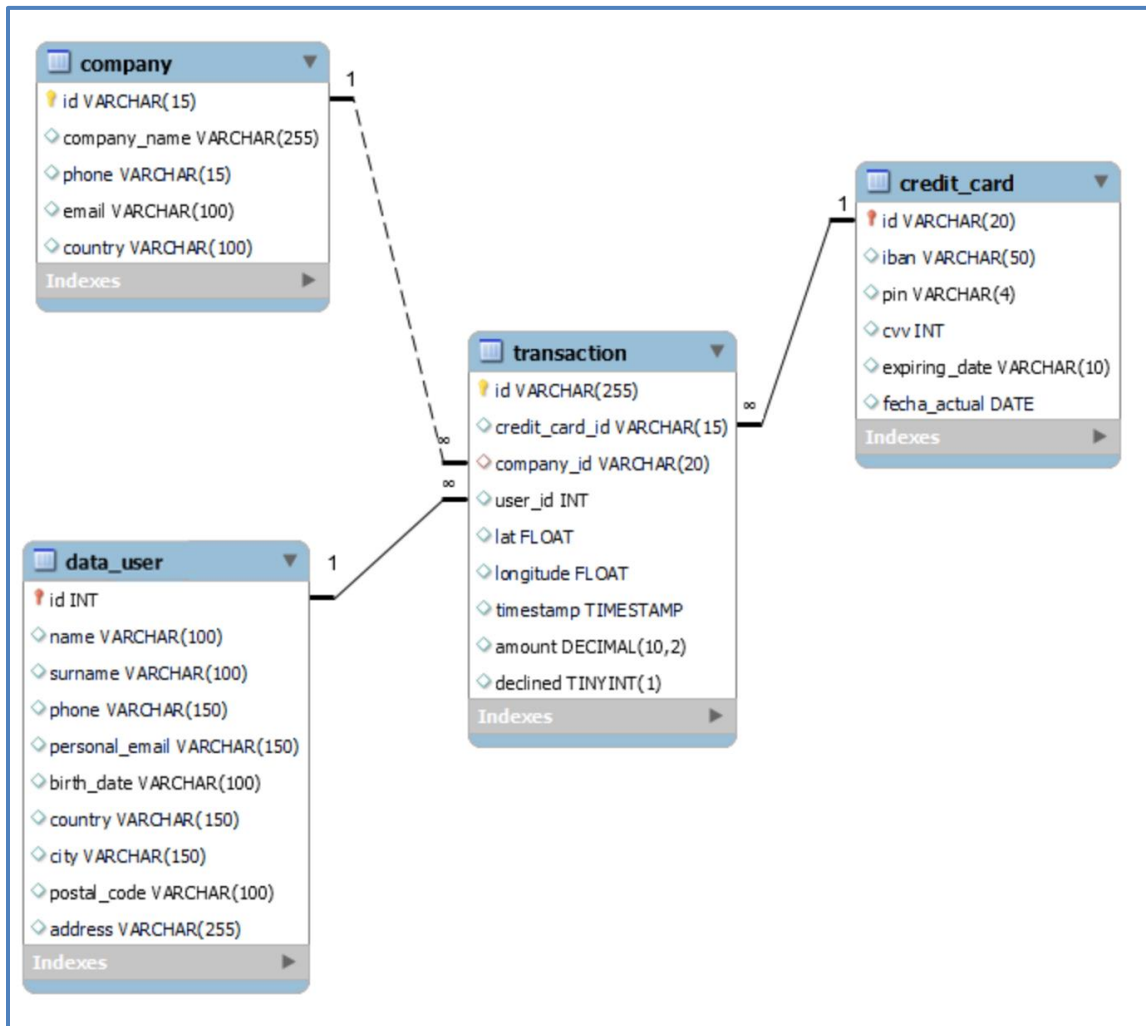 company
id VARCHAR(15)
company_name VARCHAR(255)
phone VARCHAR(15)
email VARCHAR(100)
country VARCHAR(100)
Indexes
1
∞
credit_card
id VARCHAR(20)
iban VARCHAR(50)
pin VARCHAR(4)
cvv INT
expiring_date VARCHAR(10)
fecha_actual DATE
Indexes
1
∞
transaction
id VARCHAR(255)
credit_card_id VARCHAR(15)
company_id VARCHAR(20)
user_id INT
lat FLOAT
longitude FLOAT
timestamp TIMESTAMP
amount DECIMAL(10,2)
declined TINYINT(1)
Indexes
∞
1
data_user
id INT
name VARCHAR(100)
surname VARCHAR(100)
phone VARCHAR(150)
personal_email VARCHAR(150)
birth_date VARCHAR(100)
country VARCHAR(150)
city VARCHAR(150)
postal_code VARCHAR(100)
address VARCHAR(255)
Indexes